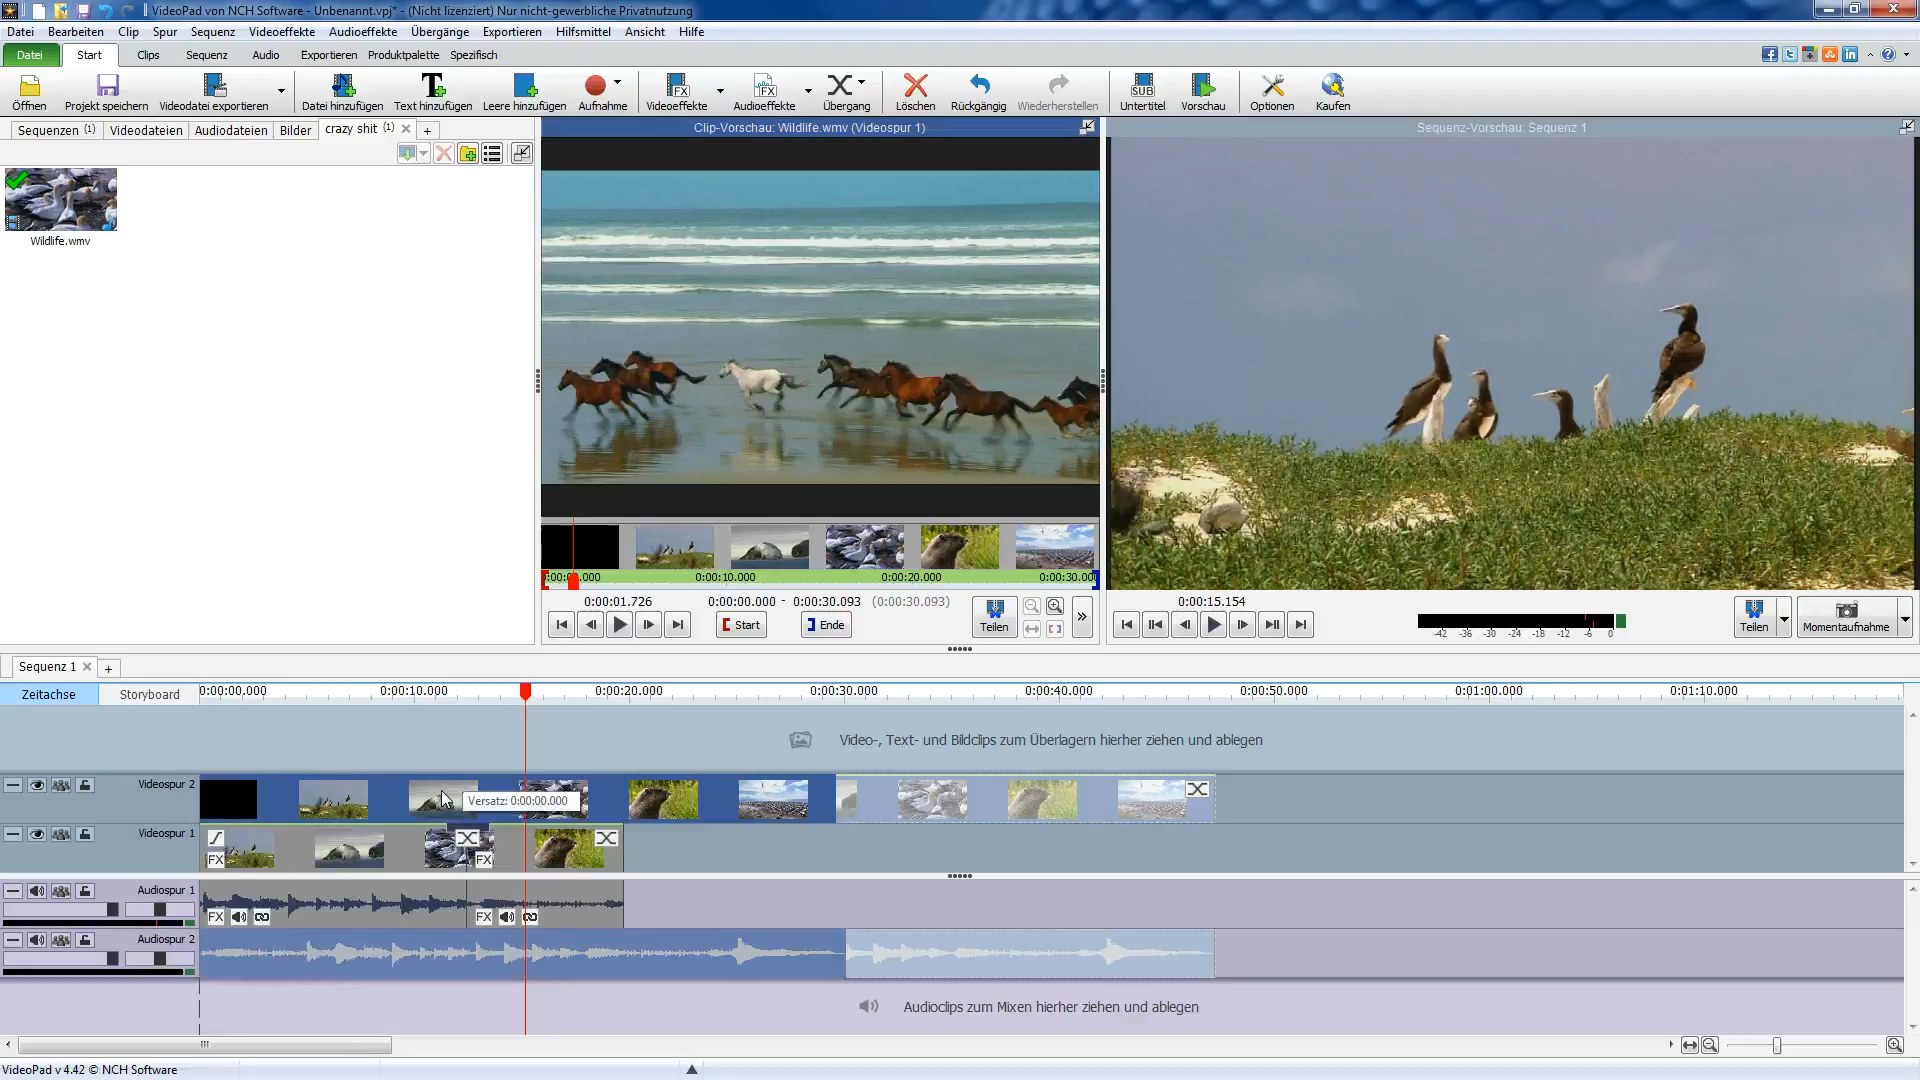 VideoPad von NCH Software - Unbenannt.vpj* - (Nicht lizenziert) Nur nicht-gewerbliche Privatnutzung
Datei Bearbeiten Clip Spur Sequenz Videoeffekte Audioeffekte Übergänge Exportieren Hilfsmittel Ansicht Hilfe
Datei Start Clips Sequenz Audio Exportieren Produktpalette Spezifisch
Öffnen Projekt speichern Videodatei exportieren Datei hinzufügen Text hinzufügen Leere hinzufügen Aufnahme Videoeffekte Audioeffekte Übergang Löschen Rückgängig Wiederherstellen Untertitel Vorschau Optionen Kaufen
Sequenzen (1) Videodateien Audiodateien Bilder crazy shit (1)
Clip-Vorschau: Wildlife.wmv (Videospur 1)
Sequenz-Vorschau: Sequenz 1
Wildlife.wmv
0:00:10.000 0:00:20.000
0:00:01.726 0:00:00.000 - 0:00:30.093 (0:00:30.093)
Start Ende Teilen
0:00:15.154
-42 -36 -30 -24 -18 -12 -6 0
Teilen Momentaufnahme
Sequenz 1
Zeitachse Storyboard
0:00:00.000 0:00:10.000 0:00:20.000 0:00:30.000 0:00:40.000 0:00:50.000 0:01:00.000 0:01:10.000
Video-, Text- und Bildclips zum Überlagern hierher ziehen und ablegen
Videospur 2
Versatz: 0:00:00.000
Videospur 1
FX FX
Audiospur 1
FX FX
Audiospur 2
Audioclips zum Mixen hierher ziehen und ablegen
VideoPad v 4.42 © NCH Software